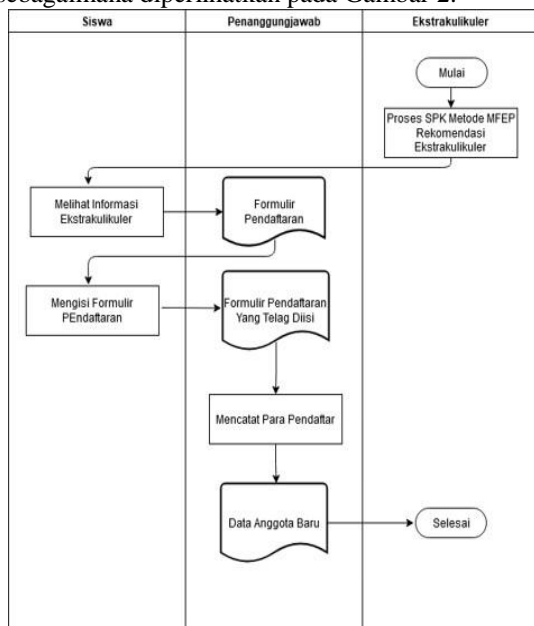 sebagaimana diperlihatkan pada Gambar 2.
Siswa
Penanggungjawab
Ekstrakulikuler
Mulai
Proses SPK Metode MFEP
Rekomendasi
Ekstrakulikuler
Melihat Informasi
Ekstrakulikuler
Formulir
Pendaftaran
Mengisi Formulir
PEndaftaran
Formulir Pendaftaran
Yang Telag Diisi
Mencatat Para Pendaftar
Data Anggota Baru
Selesai